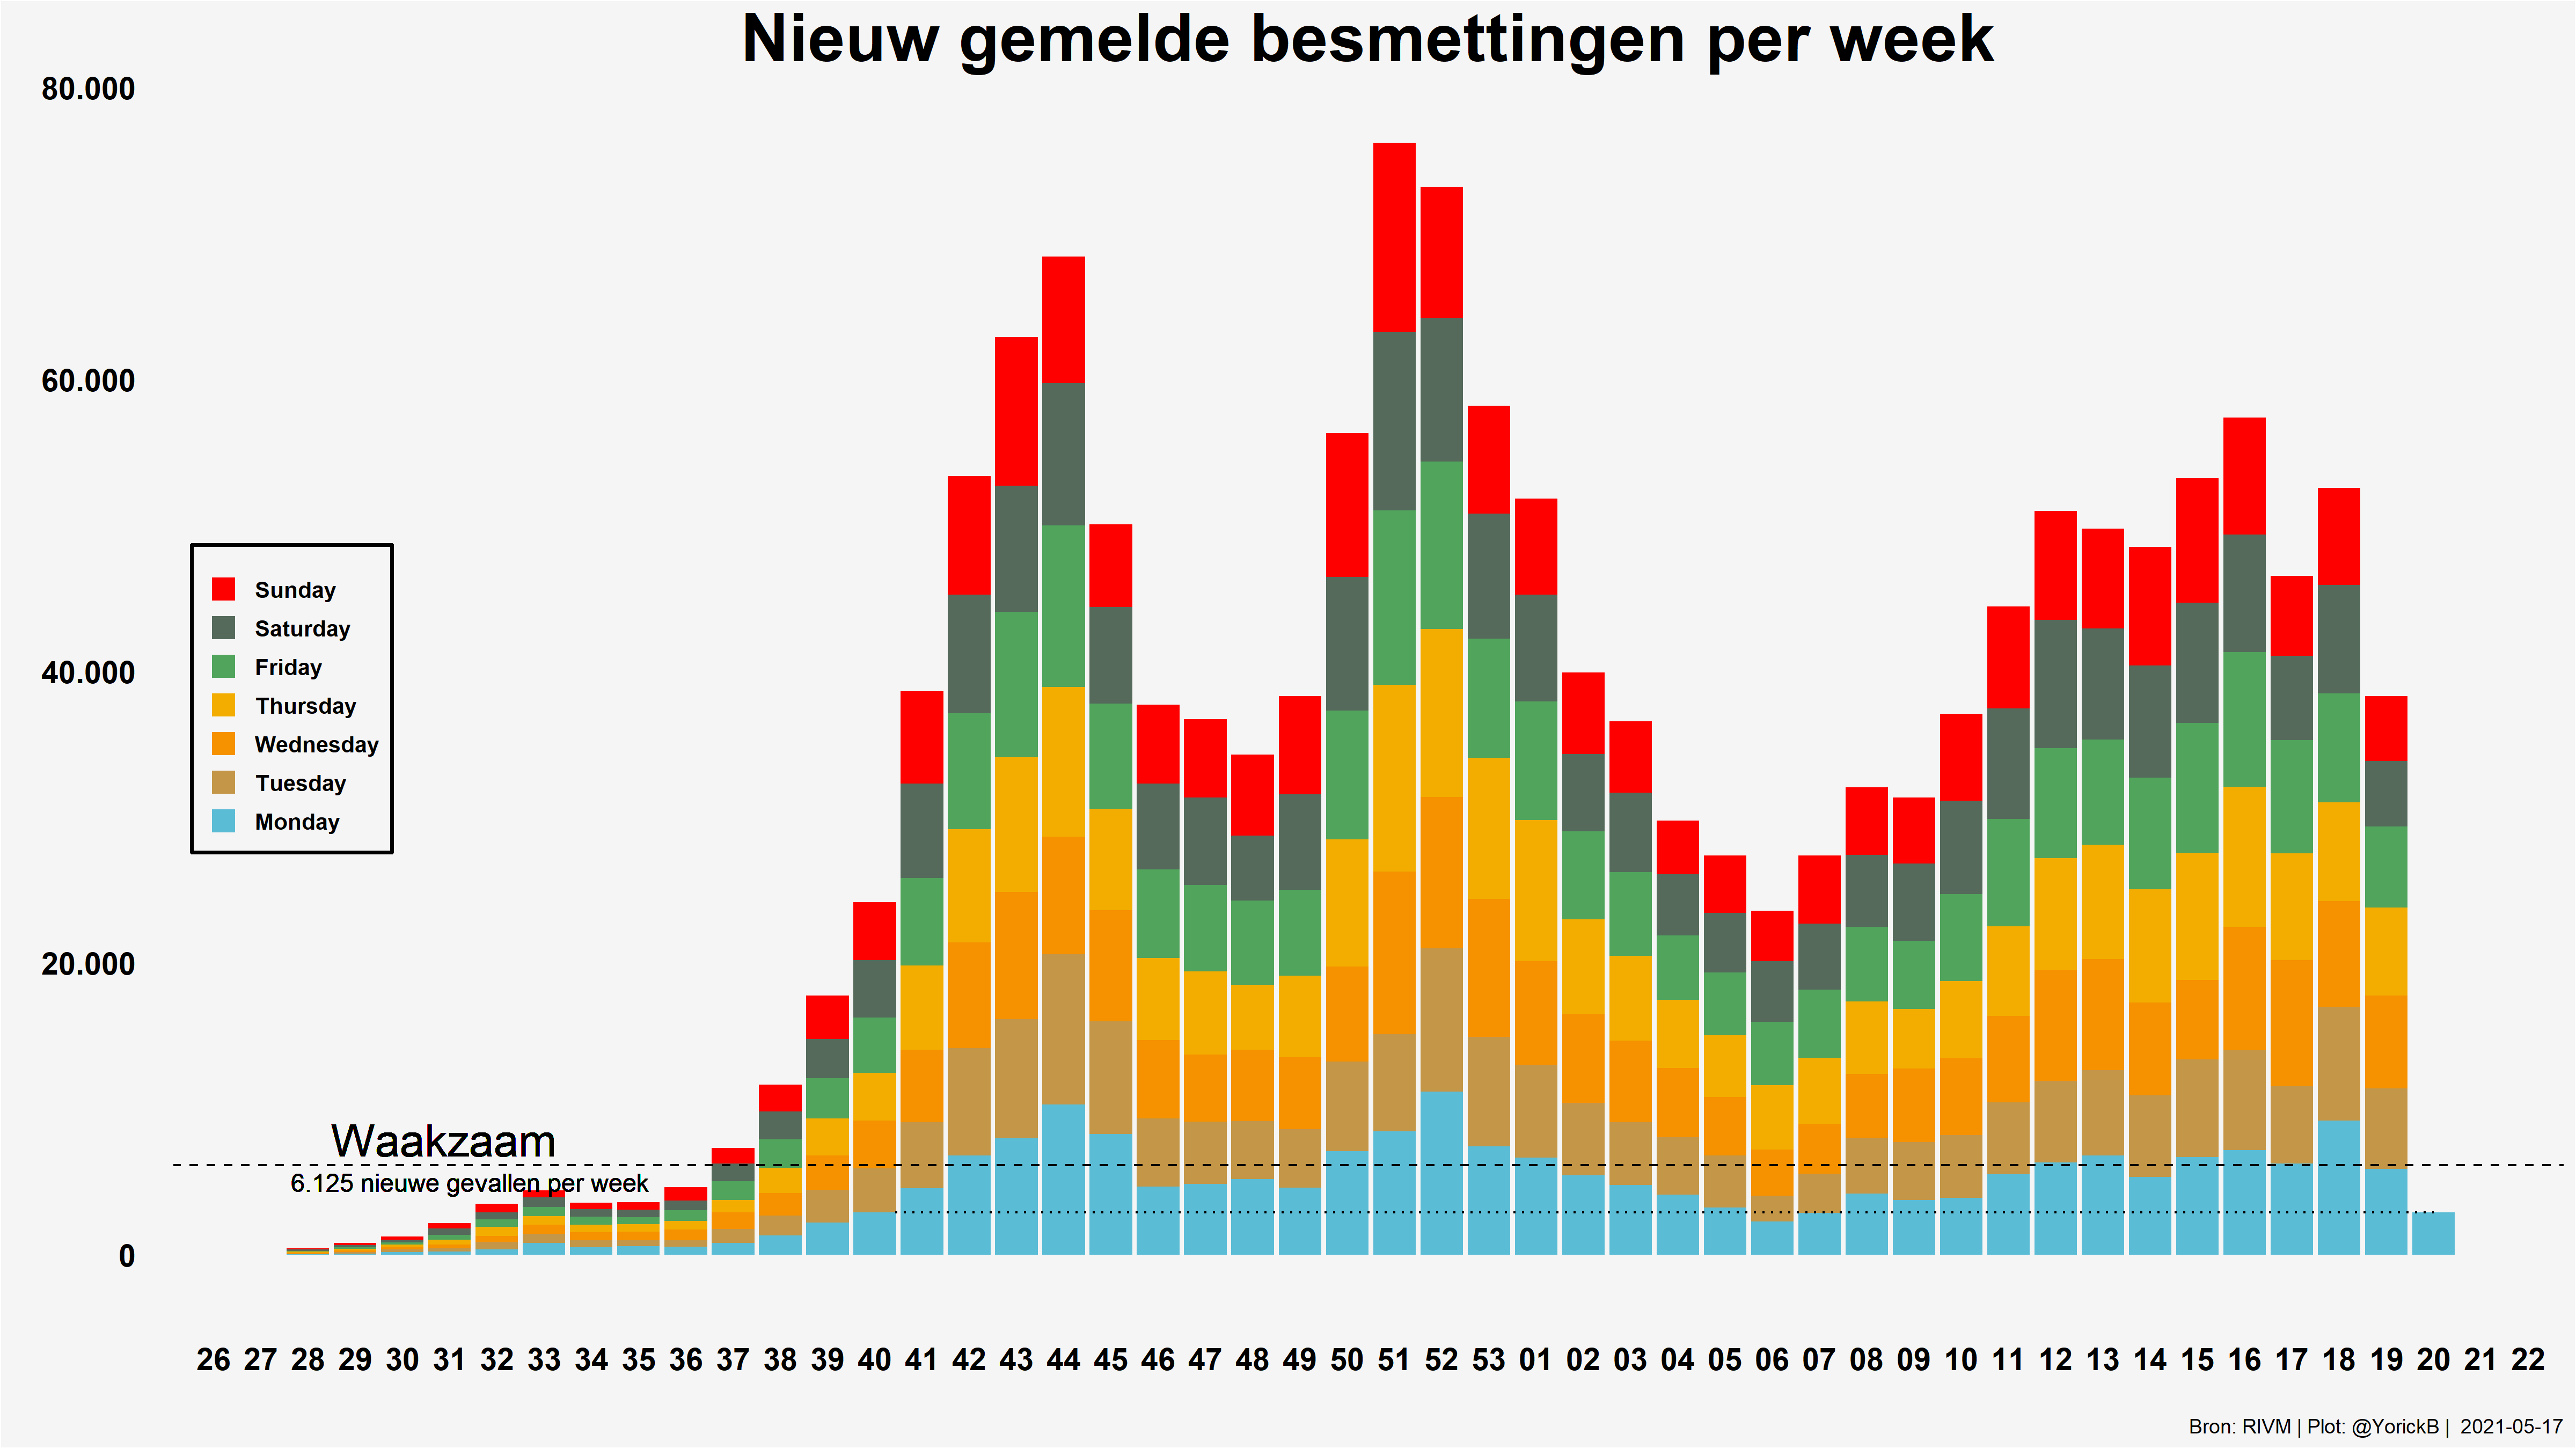 Nieuw gemelde besmettingen per week
80.000
60.000
40.000
20.000
0
Sunday
Saturday
Friday
Thursday
Wednesday
Tuesday
Monday
Waakzaam
6.125 nieuwe gevallen per week
26 27 28 29 30 31 32 33 34 35 36 37 38 39 40 41 42 43 44 45 46 47 48 49 50 51 52 53 01 02 03 04 05 06 07 08 09 10 11 12 13 14 15 16 17 18 19 20 21 22
Bron: RIVM | Plot: @YorickB | 2021-05-17